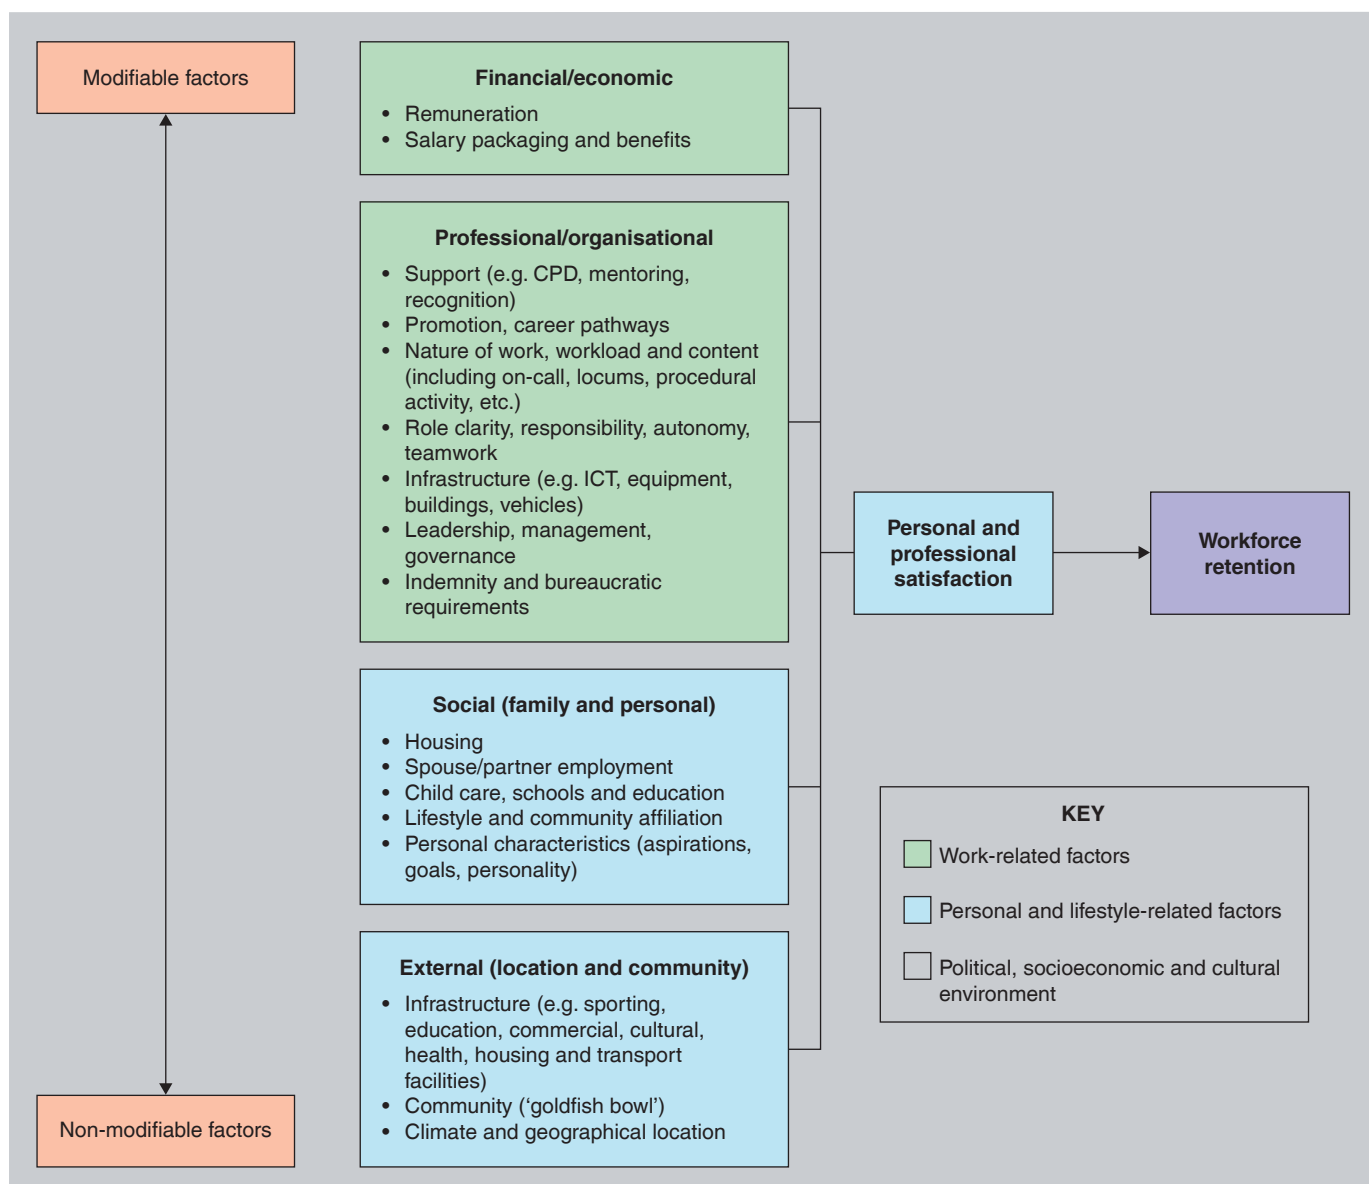 Modifiable factors
Financial/economic
• Remuneration
• Salary packaging and benefits
Professional/organisational
• Support (e.g. CPD, mentoring,
recognition)
• Promotion, career pathways
• Nature of work, workload and content
(including on-call, locums, procedural
activity, etc.)
• Role clarity, responsibility, autonomy,
teamwork
• Infrastructure (e.g. ICT, equipment,
buildings, vehicles)
• Leadership, management,
governance
• Indemnity and bureaucratic
requirements
Personal and
professional
satisfaction
Workforce
retention
Social (family and personal)
• Housing
• Spouse/partner employment
• Child care, schools and education
• Lifestyle and community affiliation
• Personal characteristics (aspirations,
goals, personality)
External (location and community)
• Infrastructure (e.g. sporting,
education, commercial, cultural,
health, housing and transport
facilities)
• Community (‘goldfish bowl’)
• Climate and geographical location
Non-modifiable factors
KEY
Work-related factors
Personal and lifestyle-related factors
Political, socioeconomic and cultural
environment